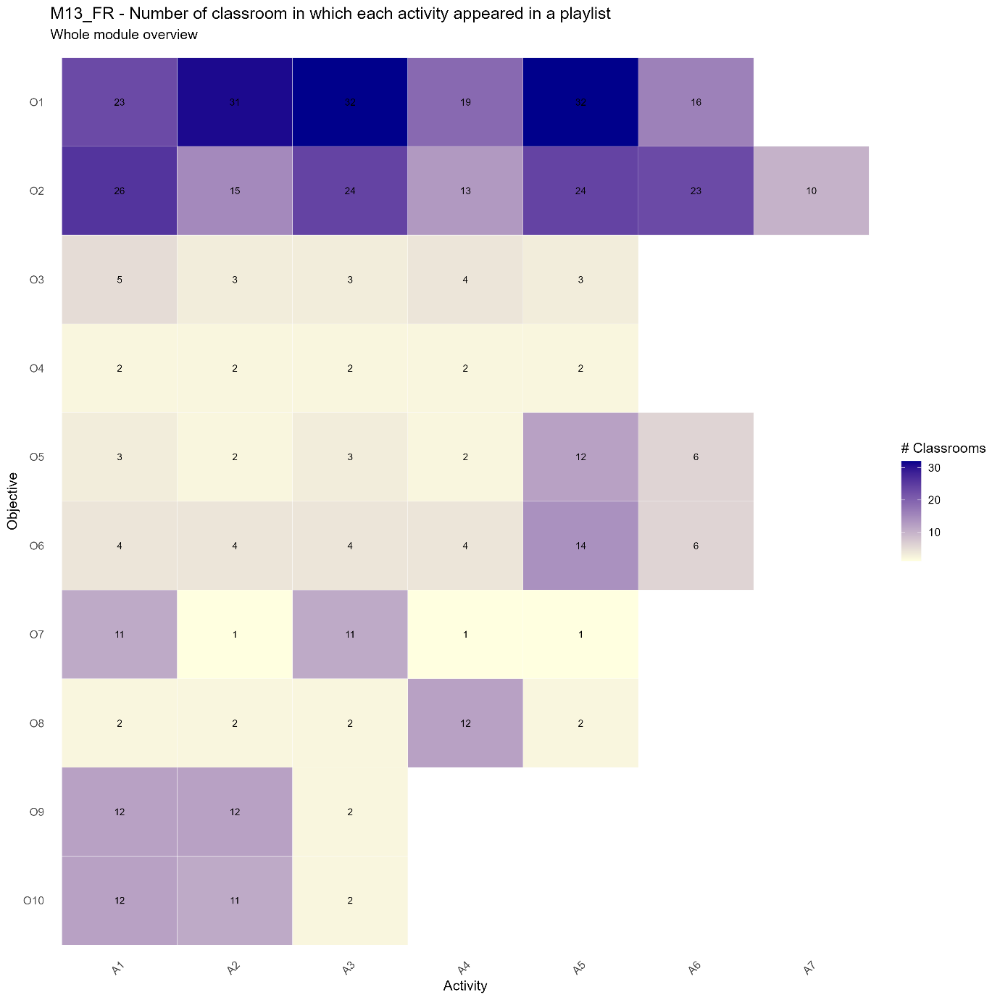 M13_FR - Number of classroom in which each activity appeared in a playlist
Whole module overview
O1 23 31 32 19 32 16
O2 26 15 24 13 24 23 10
O3 5 3 3 4 3
O4 2 2 2 2 2
O5 3 2 3 2 12 6
O6 4 4 4 4 14 6
O7 11 1 11 1 1
O8 2 2 2 12 2
O9 12 12 2
O10 12 11 2
A1 A2 A3 A4 A5 A6 A7
Activity
Objective
# Classrooms
30
20
10